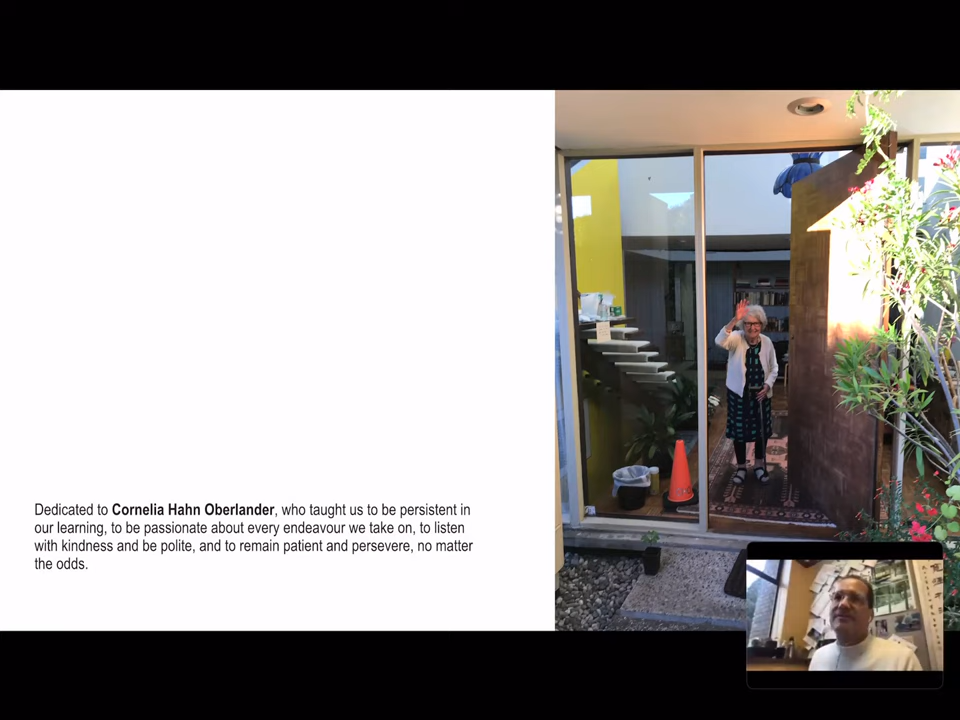 Dedicated to Cornelia Hahn Oberlander, who taught us to be persistent in
our learning, to be passionate about every endeavour we take on, to listen
with kindness and be polite, and to remain patient and persevere, no matter
the odds.